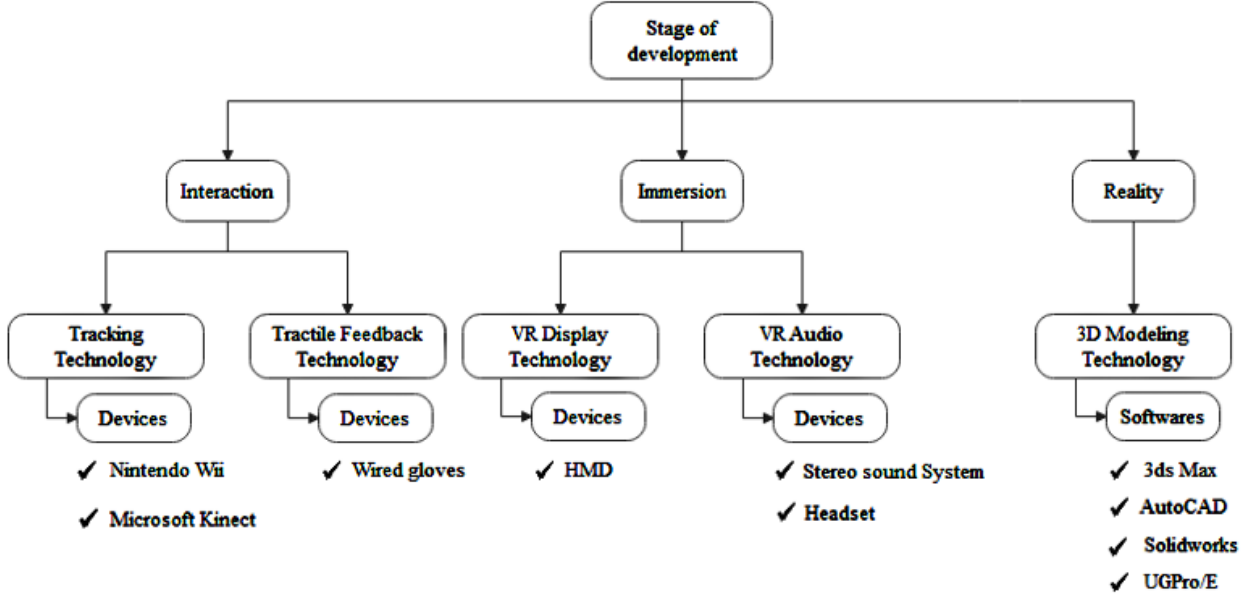 Stage of
development
Interaction
Immersion
Reality
Tracking
Technology
Tractile Feedback
Technology
VR Display
Technology
VR Audio
Technology
3D Modeling
Technology
Devices
Devices
Devices
Devices
Softwares
Nintendo Wii
Microsoft Kinect
Wired gloves
HMD
Stereo sound System
Headset
3ds Max
AutoCAD
Solidworks
UGPro/E